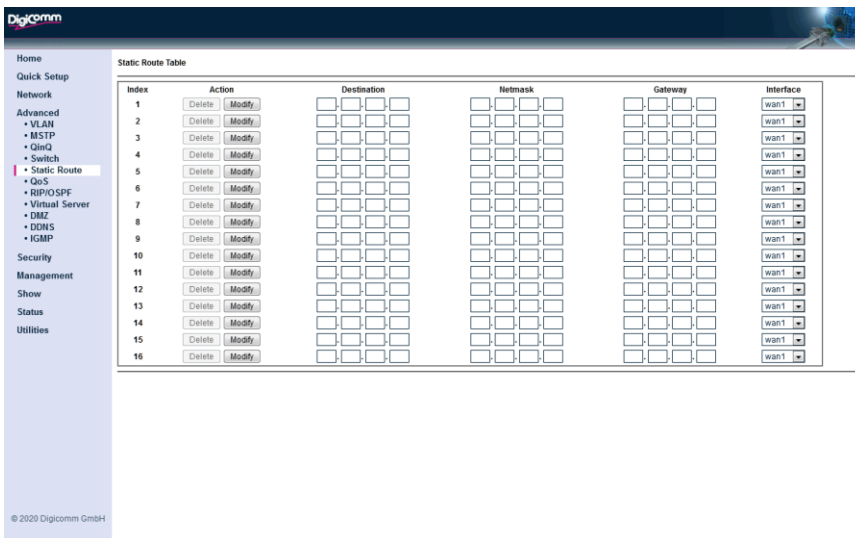 Digicomm
Home
Quick Setup
Network
Advanced
• VLAN
• MSTP
• QinQ
• Switch
• Static Route
• QoS
• RIP/OSPF
• Virtual Server
• DMZ
• DDNS
• IGMP
Security
Management
Show
Status
Utilities
© 2020 Digicomm GmbH
Static Route Table
Index Action Destination Netmask Gateway Interface
1 Delete Modify . . . . . . . . . wan1
2 Delete Modify . . . . . . . . . wan1
3 Delete Modify . . . . . . . . . wan1
4 Delete Modify . . . . . . . . . wan1
5 Delete Modify . . . . . . . . . wan1
6 Delete Modify . . . . . . . . . wan1
7 Delete Modify . . . . . . . . . wan1
8 Delete Modify . . . . . . . . . wan1
9 Delete Modify . . . . . . . . . wan1
10 Delete Modify . . . . . . . . . wan1
11 Delete Modify . . . . . . . . . wan1
12 Delete Modify . . . . . . . . . wan1
13 Delete Modify . . . . . . . . . wan1
14 Delete Modify . . . . . . . . . wan1
15 Delete Modify . . . . . . . . . wan1
16 Delete Modify . . . . . . . . . wan1